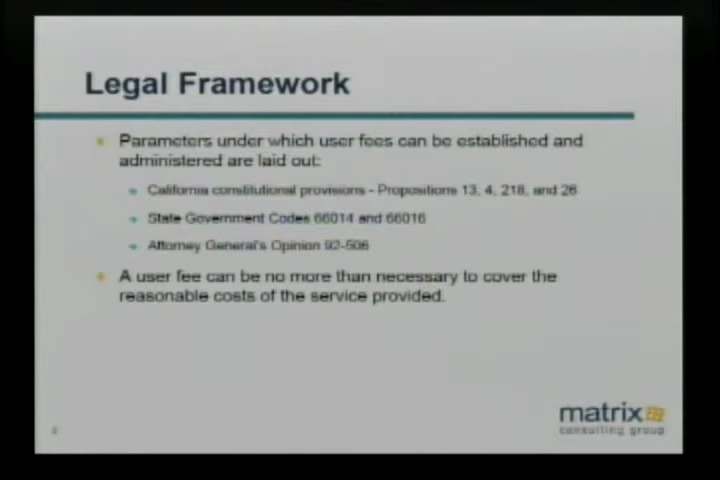 Legal Framework
Parameters under which user fees can be established and
administered are laid out:
California constitutional provisions - Propositions 13, 4, 218, and 26
State Government Codes 66014 and 66016
Attorney General's Opinion 92-506
A user fee can be no more than necessary to cover the
reasonable costs of the service provided.
matrix
consulting group